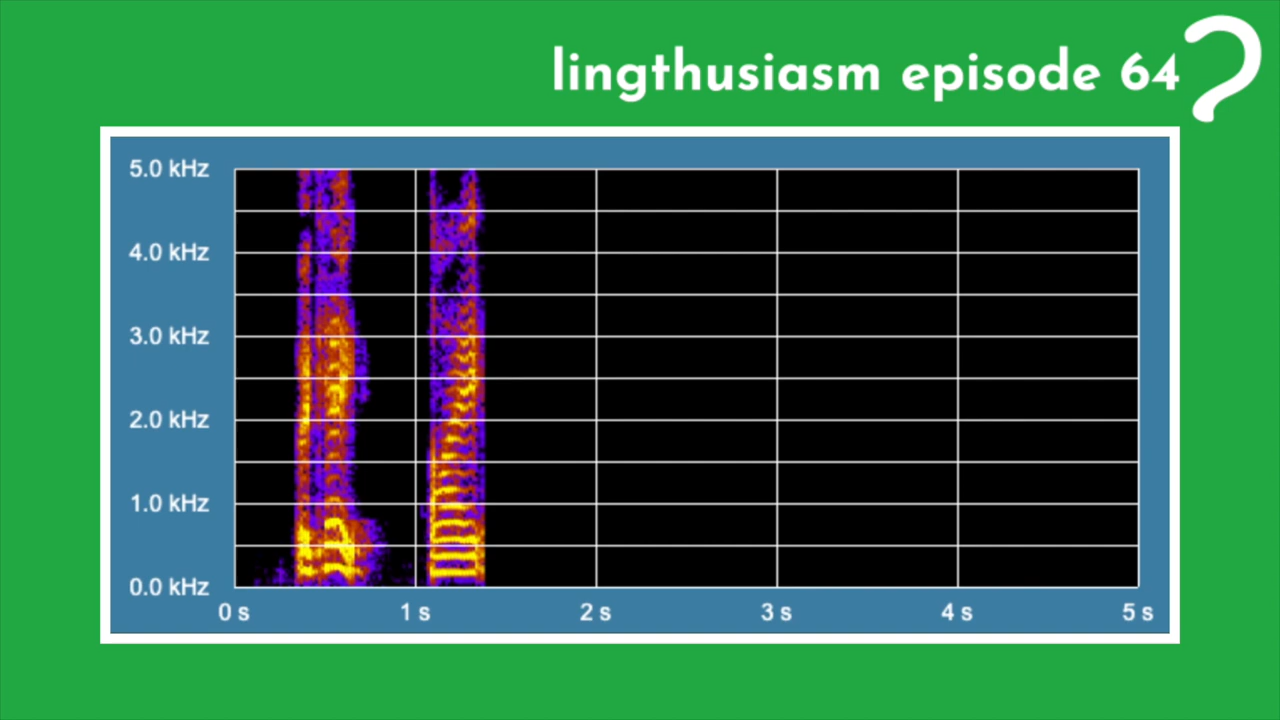 lingthusiasm episode 64
5.0 kHz
4.0 kHz
3.0 kHz
2.0 kHz
1.0 kHz
0.0 kHz
0 s 1 s 2 s 3 s 4 s 5 s